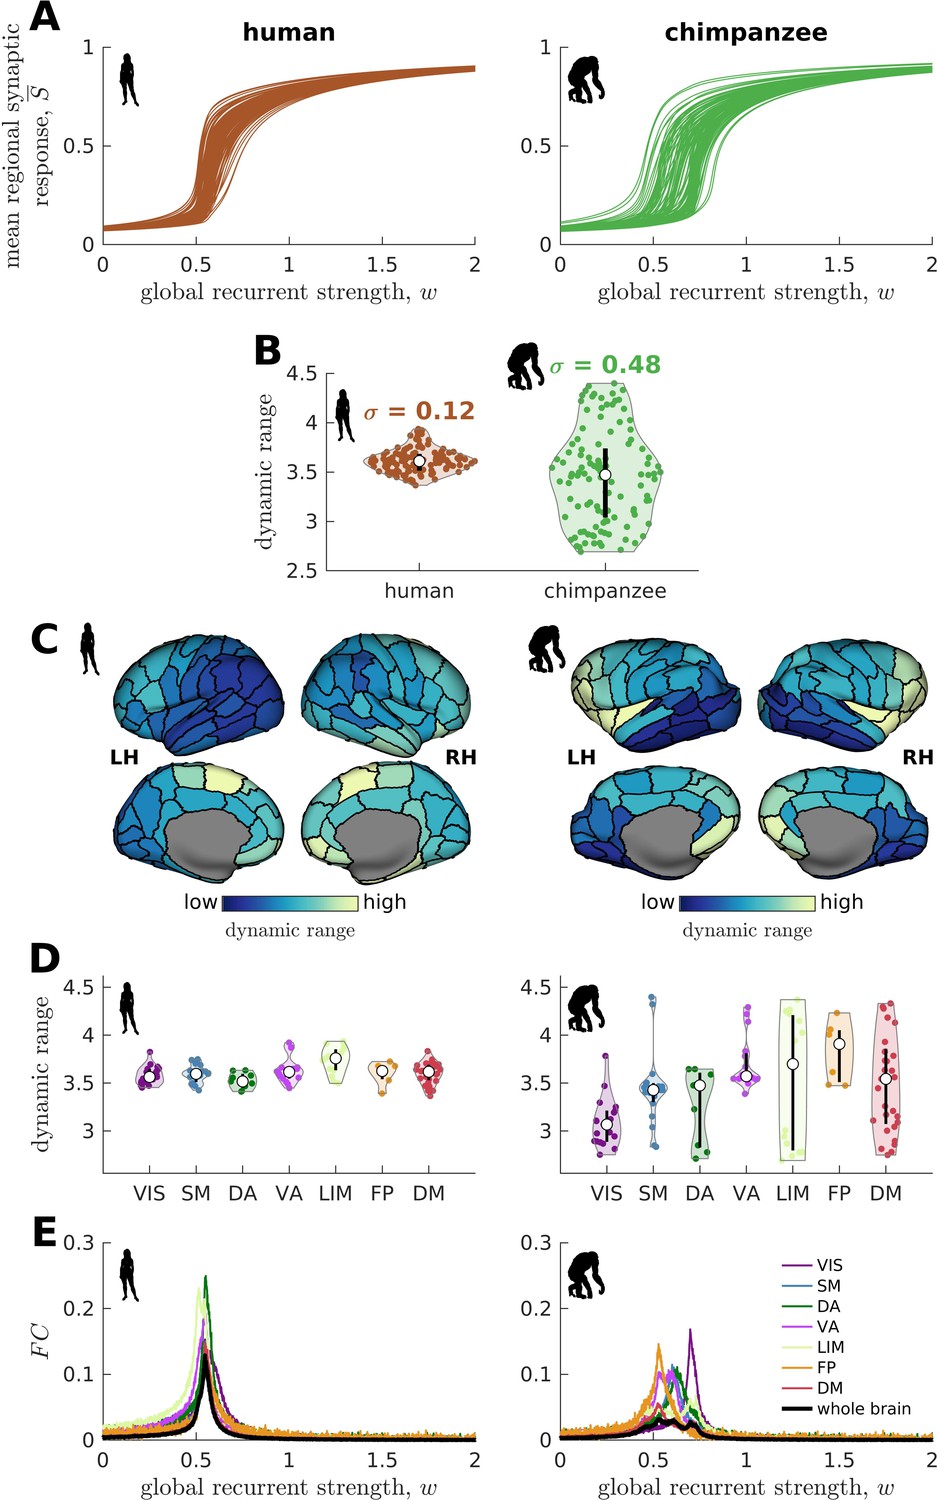 A
human
chimpanzee
mean regional synaptic
response, S̅
1
0.5
0
0 0.5 1 1.5 2
global recurrent strength, w
1
0.5
0
0 0.5 1 1.5 2
global recurrent strength, w
B
dynamic range
4.5
4
3.5
3
2.5
σ = 0.12
σ = 0.48
human chimpanzee
C
LH RH
LH RH
low high
dynamic range
low high
dynamic range
D
dynamic range
4.5
4
3.5
3
VIS SM DA VA LIM FP DM
4.5
4
3.5
3
VIS SM DA VA LIM FP DM
E
FC
0.3
0.2
0.1
0
0 0.5 1 1.5 2
global recurrent strength, w
0.3
0.2
0.1
0
VIS
SM
DA
VA
LIM
FP
DM
whole brain
0 0.5 1 1.5 2
global recurrent strength, w